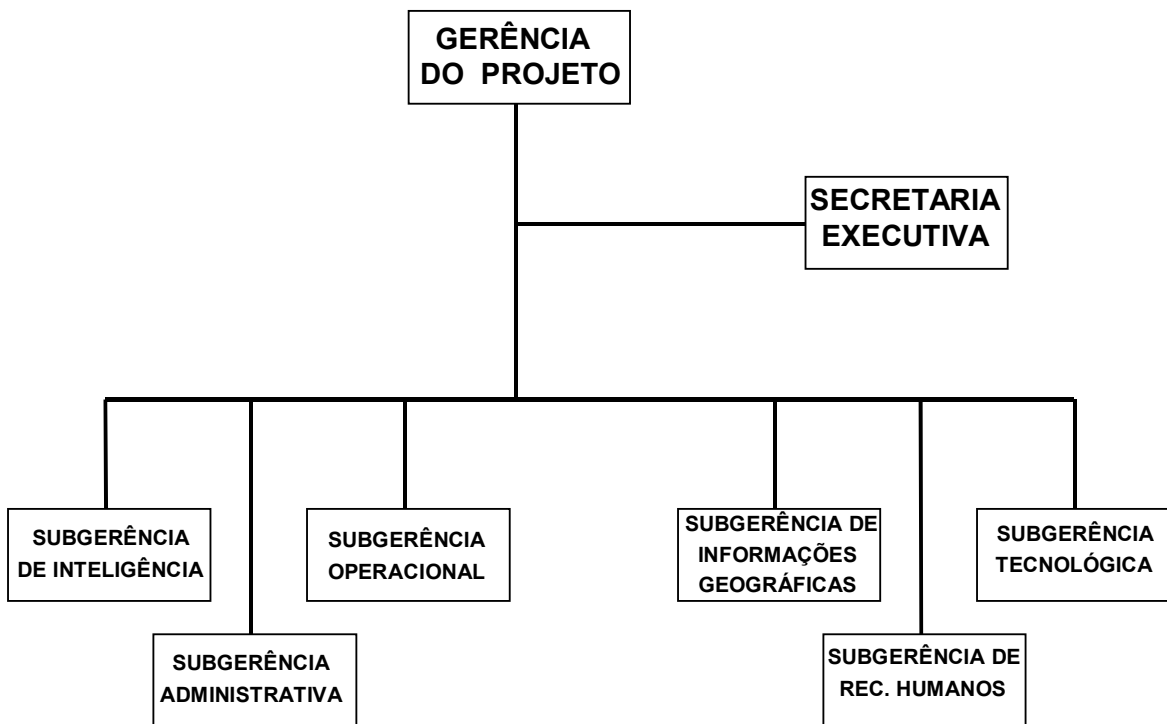 GERÊNCIA
DO PROJETO
SECRETARIA
EXECUTIVA
SUBGERÊNCIA
DE INTELIGÊNCIA
SUBGERÊNCIA
OPERACIONAL
SUBGERÊNCIA DE
INFORMAÇÕES
GEOGRÁFICAS
SUBGERÊNCIA
TECNOLÓGICA
SUBGERÊNCIA
ADMINISTRATIVA
SUBGERÊNCIA DE
REC. HUMANOS